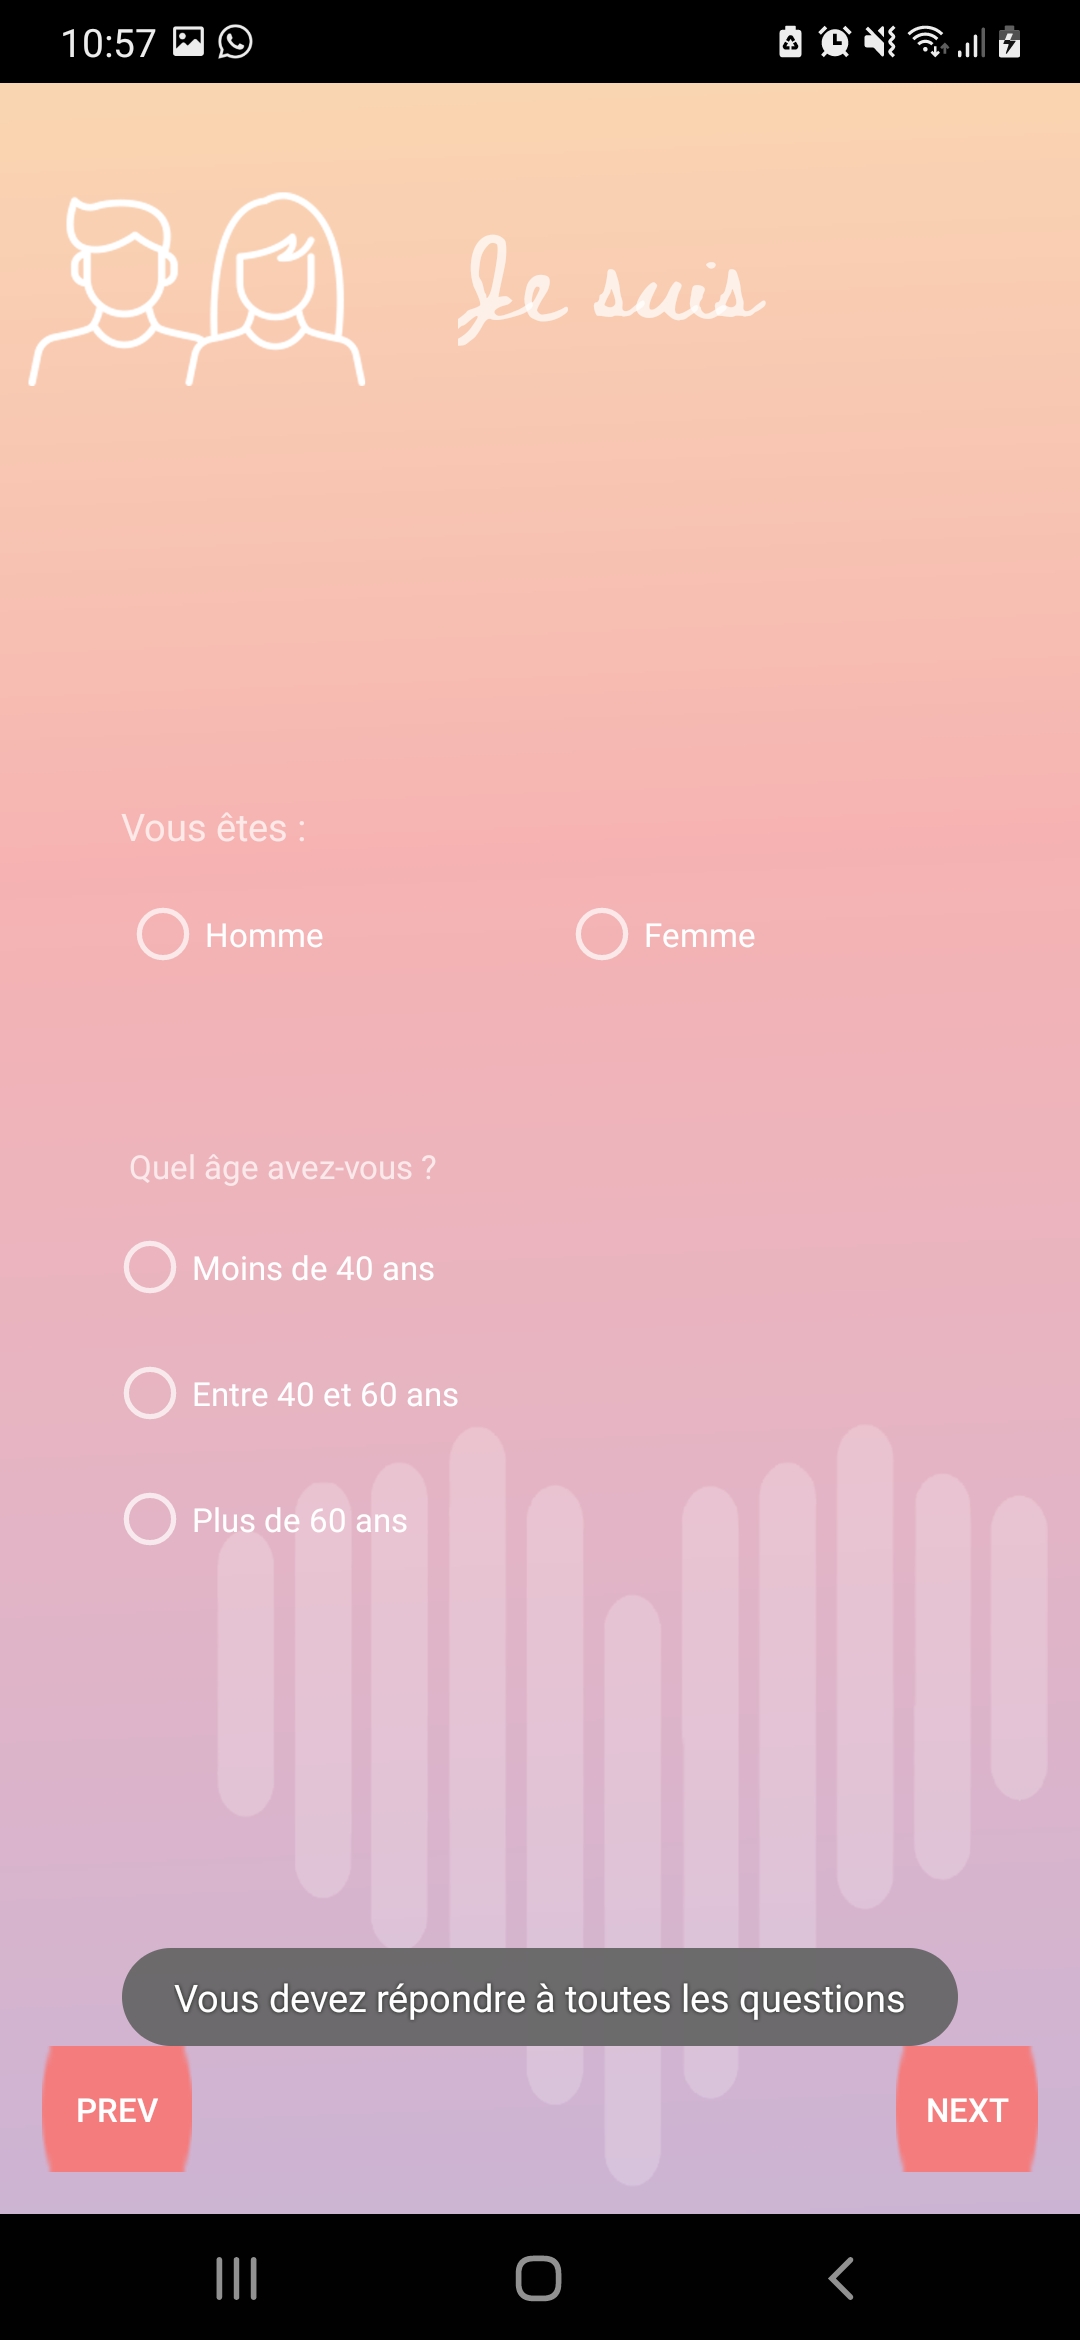 10:57
Je suis
Vous êtes :
Homme Femme
Quel âge avez-vous ?
Moins de 40 ans
Entre 40 et 60 ans
Plus de 60 ans
Vous devez répondre à toutes les questions
PREV NEXT